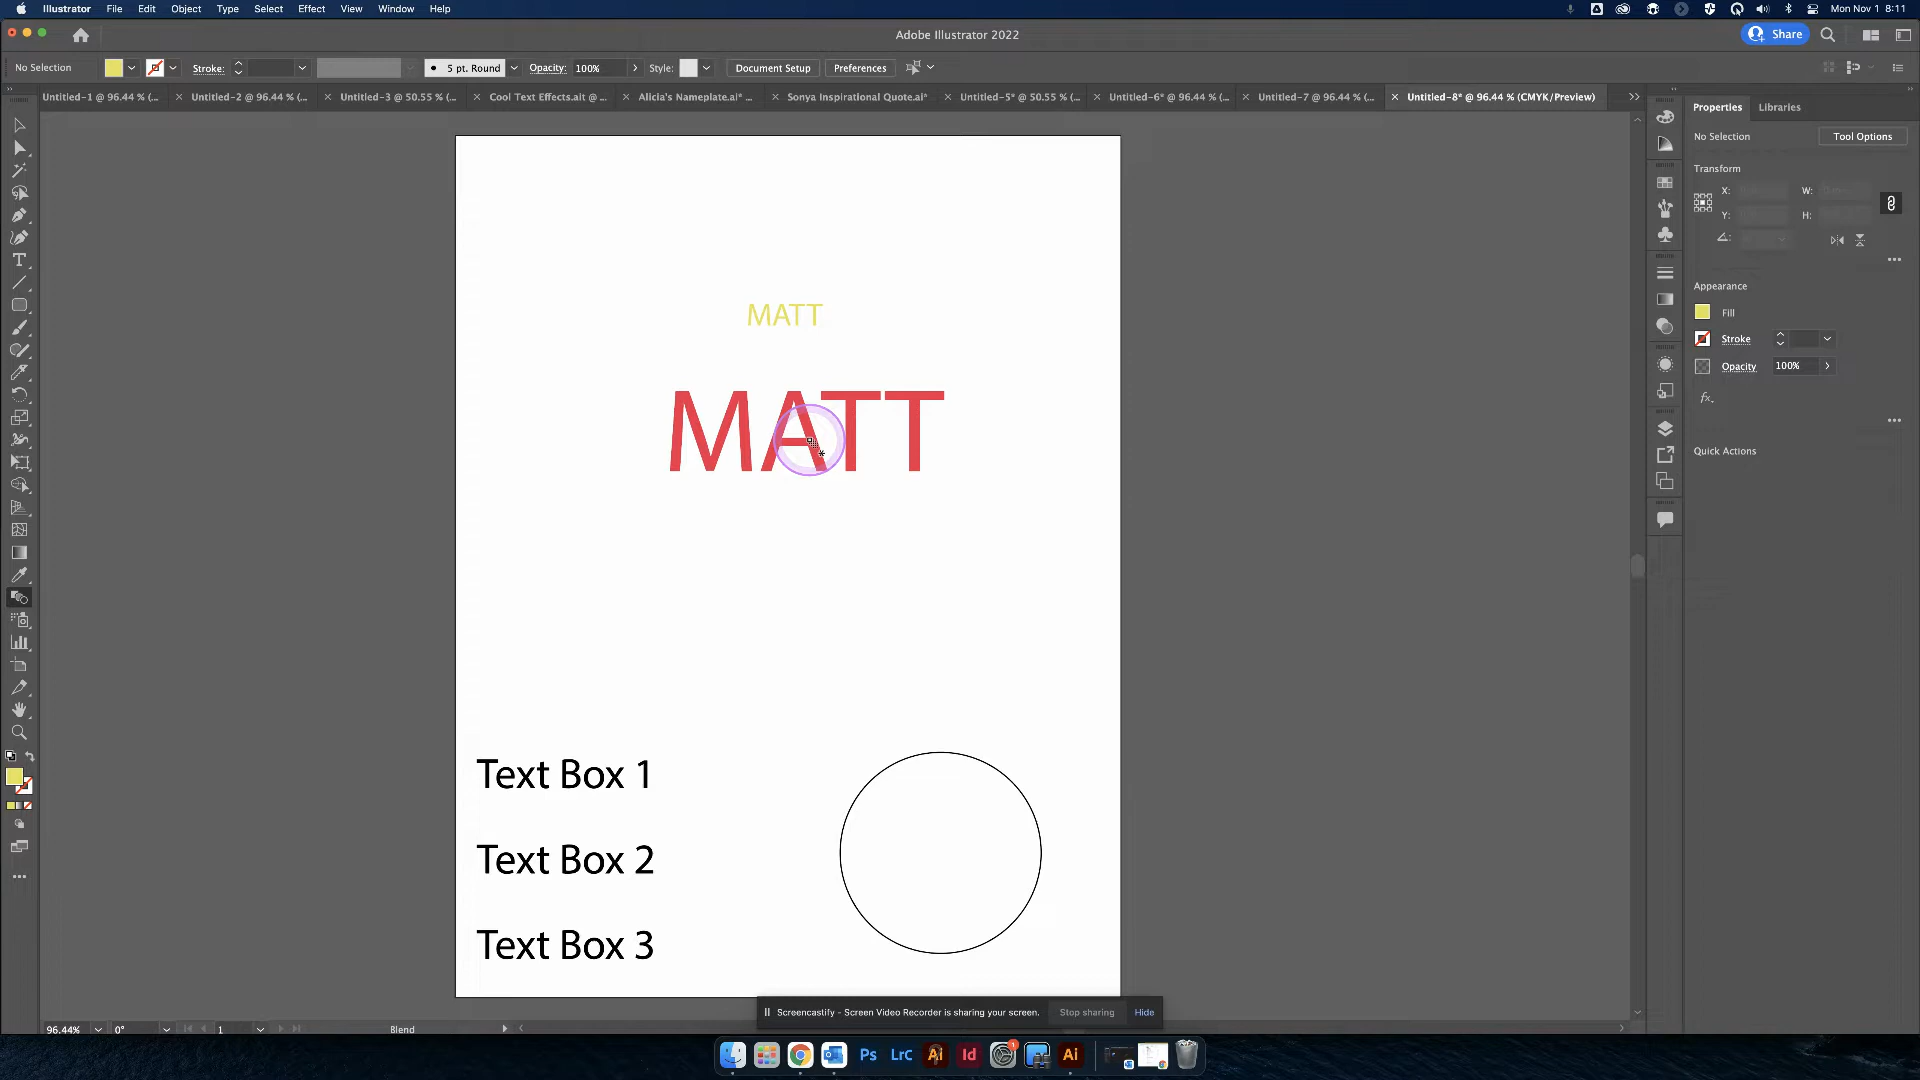 Illustrator File Edit Object Type Select Effect View Window Help Mon Nov 1 8:11
Adobe Illustrator 2022 Share
No Selection Stroke: 5 pt. Round Opacity: 100% Style: Document Setup Preferences
Untitled-1 @ 96.44 % (... Untitled-2 @ 96.44 % (... Untitled-3 @ 50.55 % (... Cool Text Effects.ait @ ... Alicia's Nameplate.ai* ... Sonya Inspirational Quote.ai* Untitled-5* @ 50.55 % (... Untitled-6* @ 96.44 % (... Untitled-7 @ 96.44 % (... Untitled-8* @ 96.44 % (CMYK/Preview)
Properties Libraries
No Selection Tool Options
Transform
X: W:
Y: H:
Appearance
Fill
Stroke
Opacity 100%
fx.
Quick Actions
MATT
MATT
Text Box 1
Text Box 2
Text Box 3
Screencastify - Screen Video Recorder is sharing your screen. Stop sharing Hide
96.44% 0° 1 Blend
Ps LrC Ai Id 1 Ai